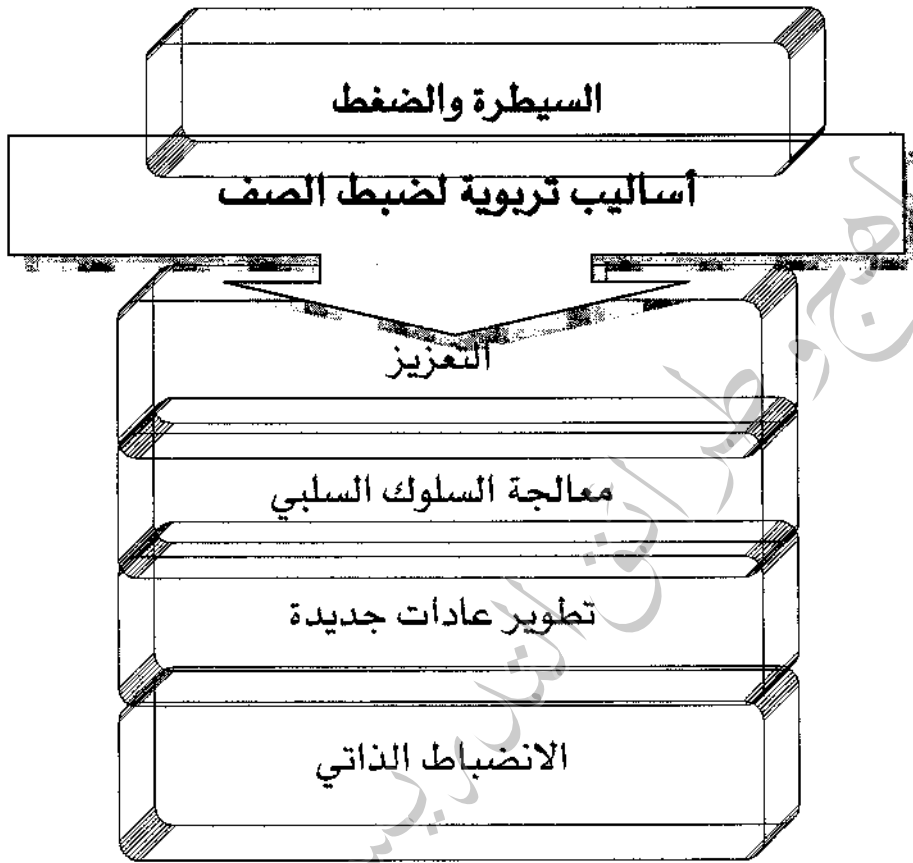 السيطرة والضغط
أساليب تربوية لضبط الصف
التعزيز
معالجة السلوك السلبي
تطوير عادات جديدة
الانضباط الذاتي